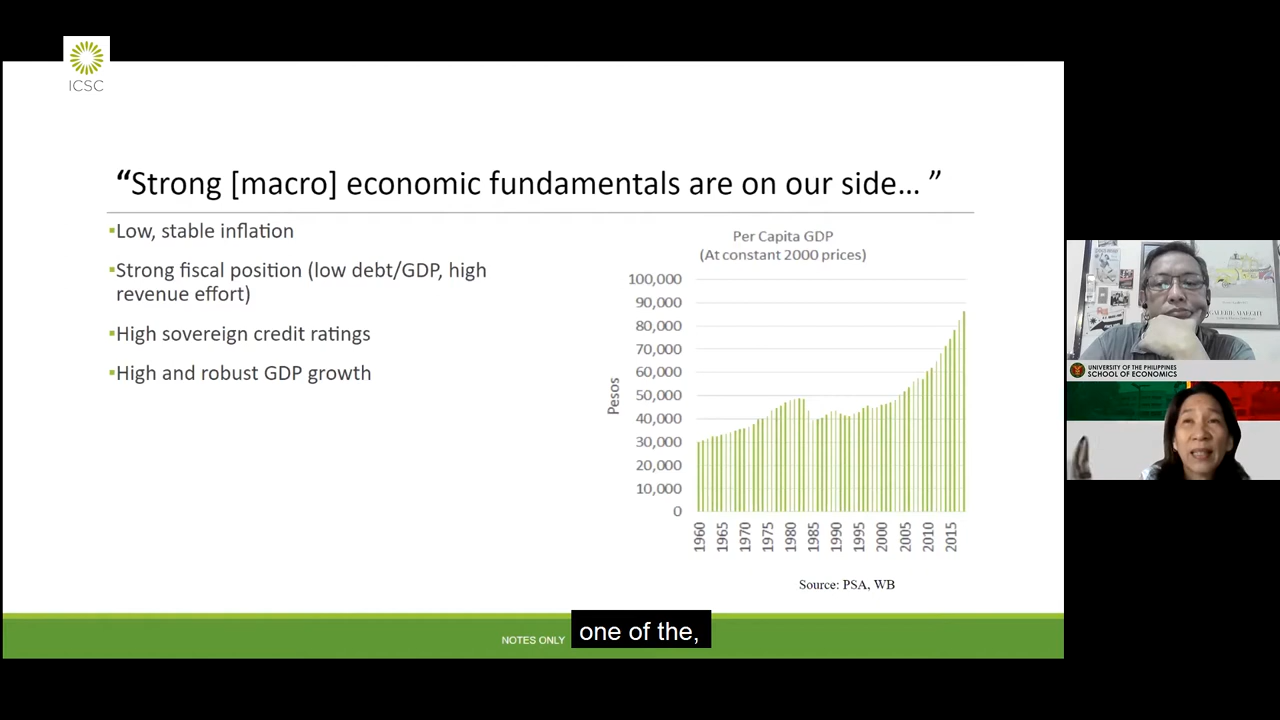 ICSC
“Strong [macro] economic fundamentals are on our side… ”
▪Low, stable inflation
▪Strong fiscal position (low debt/GDP, high
revenue effort)
▪High sovereign credit ratings
▪High and robust GDP growth
Per Capita GDP
(At constant 2000 prices)
100,000
90,000
80,000
70,000
60,000
50,000
40,000
30,000
20,000
10,000
0
Pesos
1960
1965
1970
1975
1980
1985
1990
1995
2000
2005
2010
2015
Source: PSA, WB
NOTES ONLY
one of the,
GALERIE MAEGHT
UNIVERSITY OF THE PHILIPPINES
SCHOOL OF ECONOMICS